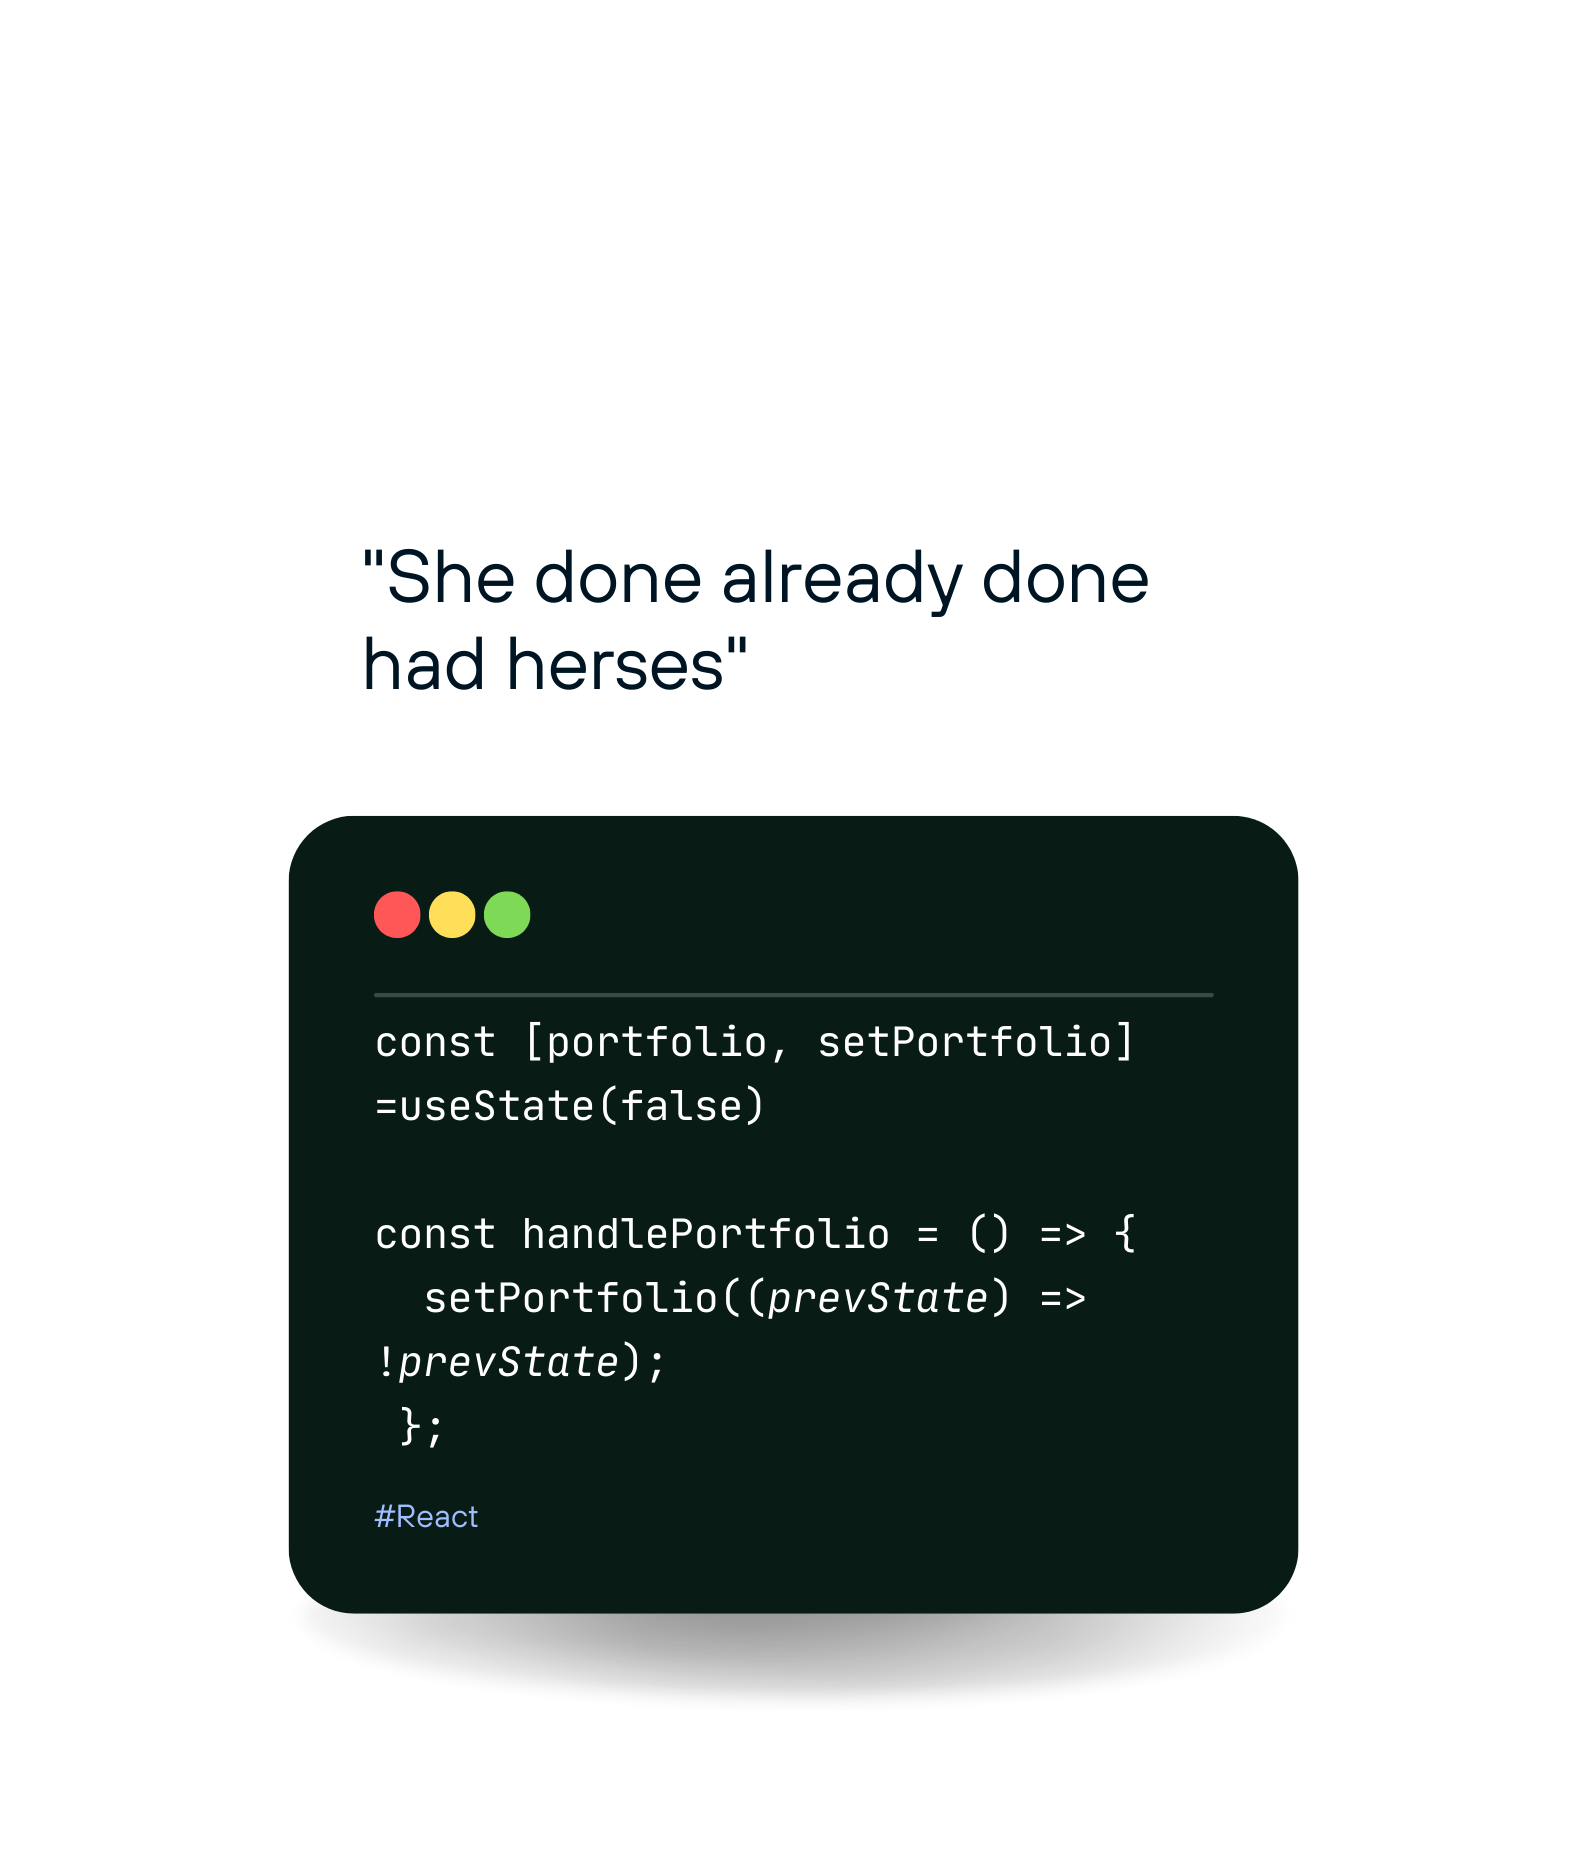 "She done already done
had herses"
const [portfolio, setPortfolio]
=useState(false)
const handlePortfolio = () => {
  setPortfolio((prevState) =>
!prevState);
 };
#React